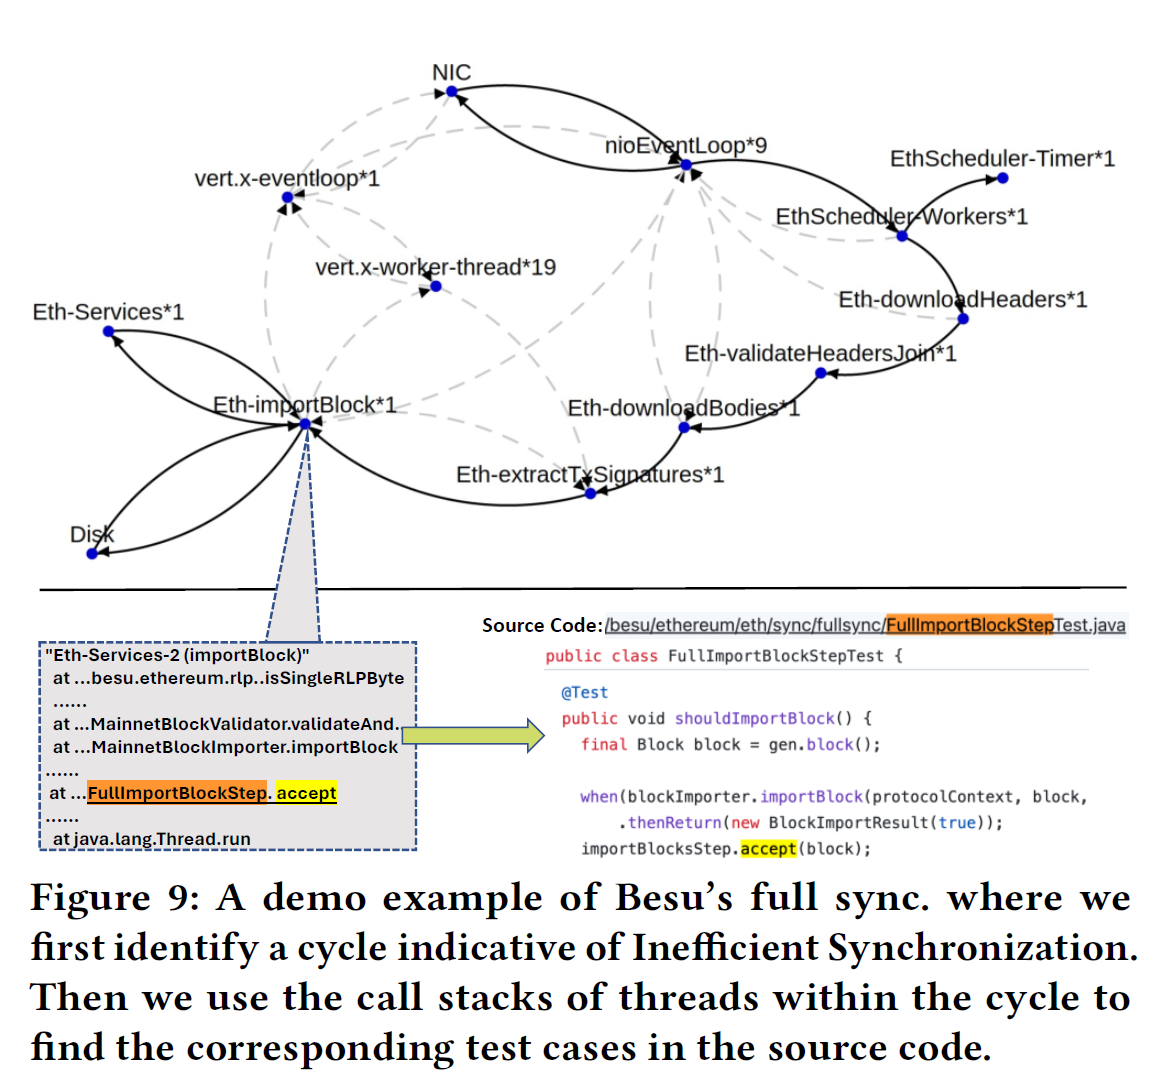 NIC
nioEventLoop*9
EthScheduler-Timer*1
vert.x-eventloop*1
EthScheduler-Workers*1
vert.x-worker-thread*19
Eth-downloadHeaders*1
Eth-Services*1
Eth-validateHeadersJoin*1
Eth-importBlock*1
Eth-downloadBodies*1
Eth-extractTxSignatures*1
Disk
"Eth-Services-2 (importBlock)"
at ...besu.ethereum.rlp..isSingleRLPByte
......
at ...MainnetBlockValidator.validateAnd..
at ...MainnetBlockImporter.importBlock
......
at ...FullImportBlockStep. accept
......
at java.lang.Thread.run
Source Code:/besu/ethereum/eth/sync/fullsync/FullImportBlockStepTest.java
public class FullImportBlockStepTest {
@Test
public void shouldImportBlock() {
final Block block = gen.block();
when(blockImporter.importBlock(protocolContext, block,
.thenReturn(new BlockImportResult(true));
importBlocksStep.accept(block);
Figure 9: A demo example of Besu's full sync. where we
first identify a cycle indicative of Inefficient Synchronization.
Then we use the call stacks of threads within the cycle to
find the corresponding test cases in the source code.